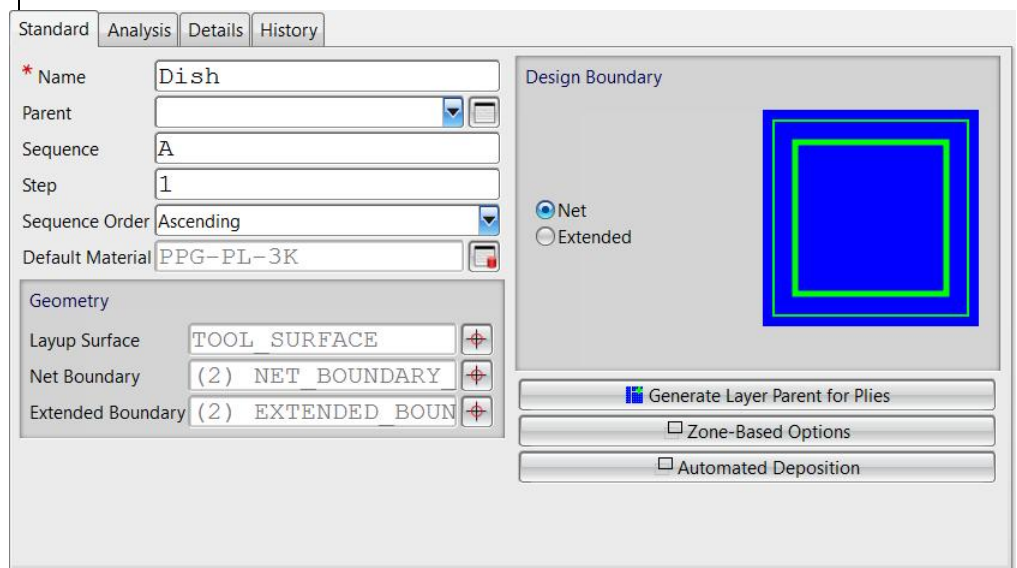 Standard Analysis Details History
* Name Dish
Parent
Sequence A
Step 1
Sequence Order Ascending
Default Material PPG-PL-3K
Geometry
Layup Surface TOOL_SURFACE
Net Boundary (2) NET_BOUNDARY_
Extended Boundary (2) EXTENDED_BOUN
Design Boundary
Net
Extended
Generate Layer Parent for Plies
Zone-Based Options
Automated Deposition